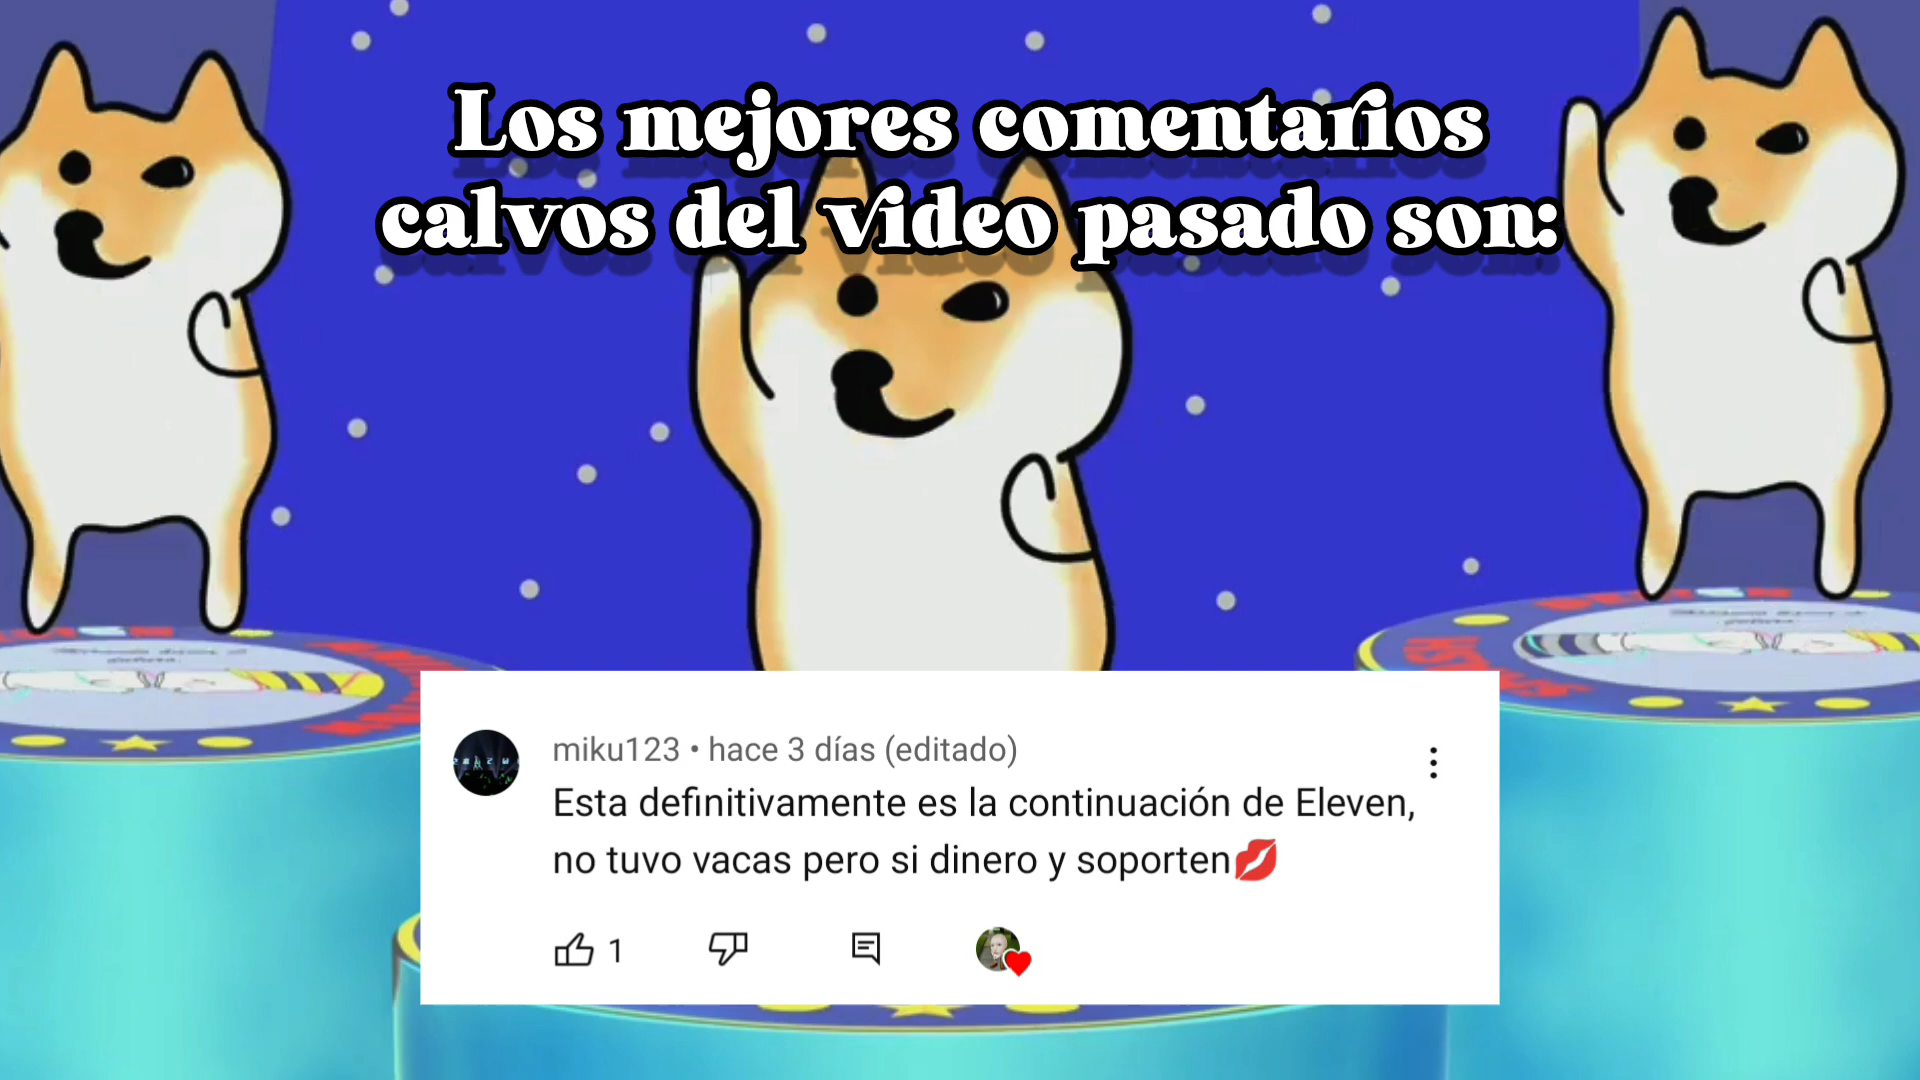 Los mejores comentarios
calvos del video pasado son:
miku123 • hace 3 días (editado)
Esta definitivamente es la continuación de Eleven,
no tuvo vacas pero si dinero y soporten💋
1